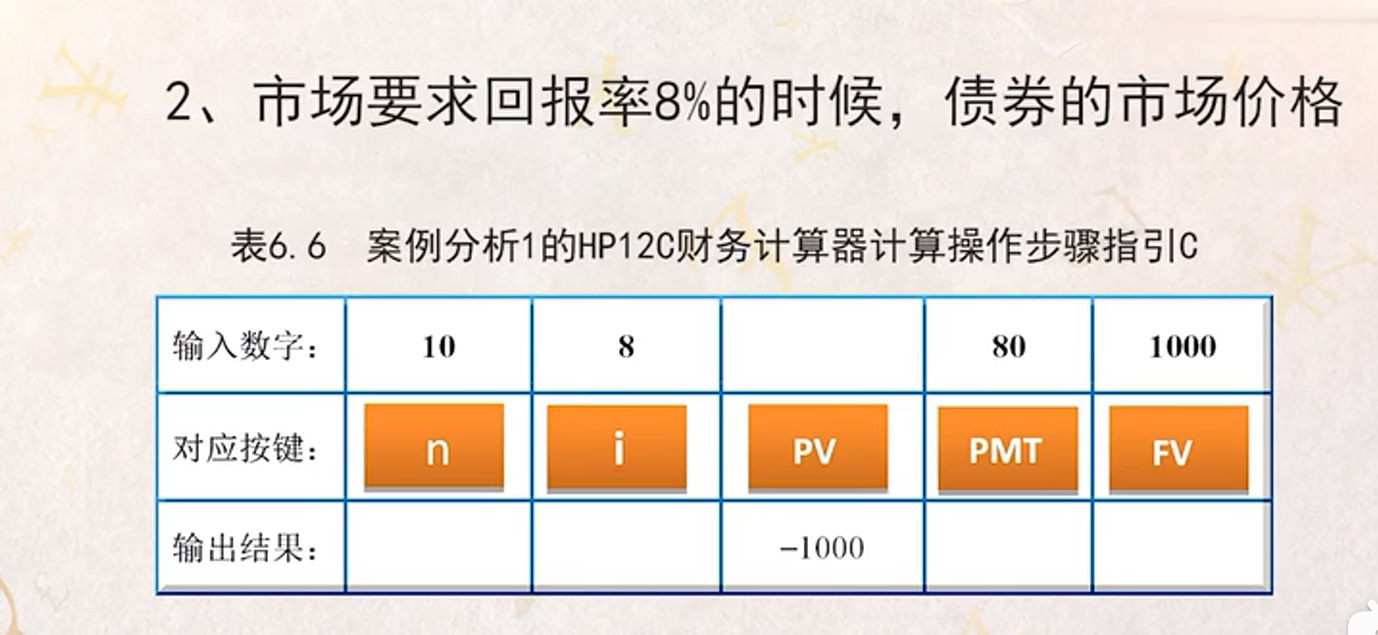 2、市场要求回报率8%的时候，债券的市场价格
表6.6 案例分析1的HP12C财务计算器计算操作步骤指引C
输入数字： 10 8 80 1000
对应按键： n i PV PMT FV
输出结果： -1000